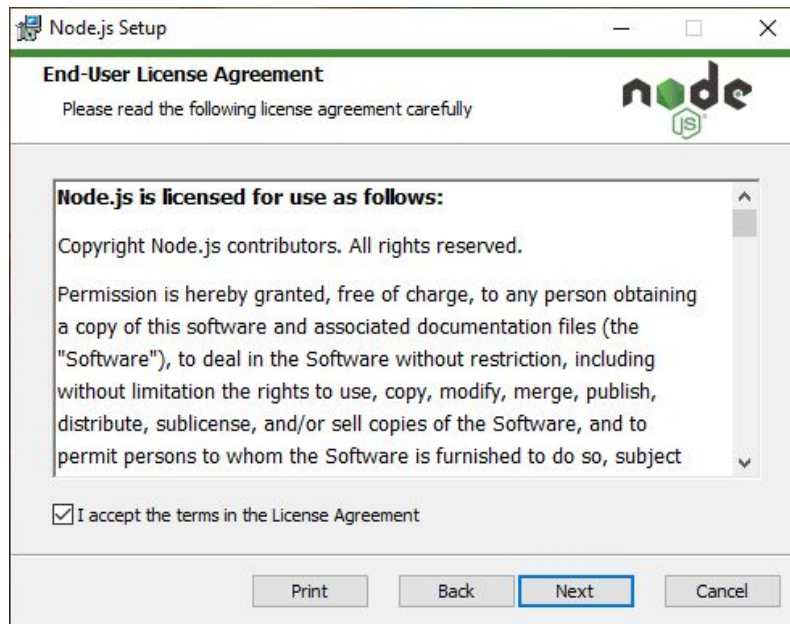 Node.js Setup
End-User License Agreement
Please read the following license agreement carefully
node
JS
Node.js is licensed for use as follows:
Copyright Node.js contributors. All rights reserved.
Permission is hereby granted, free of charge, to any person obtaining
a copy of this software and associated documentation files (the
"Software"), to deal in the Software without restriction, including
without limitation the rights to use, copy, modify, merge, publish,
distribute, sublicense, and/or sell copies of the Software, and to
permit persons to whom the Software is furnished to do so, subject
I accept the terms in the License Agreement
Print Back Next Cancel